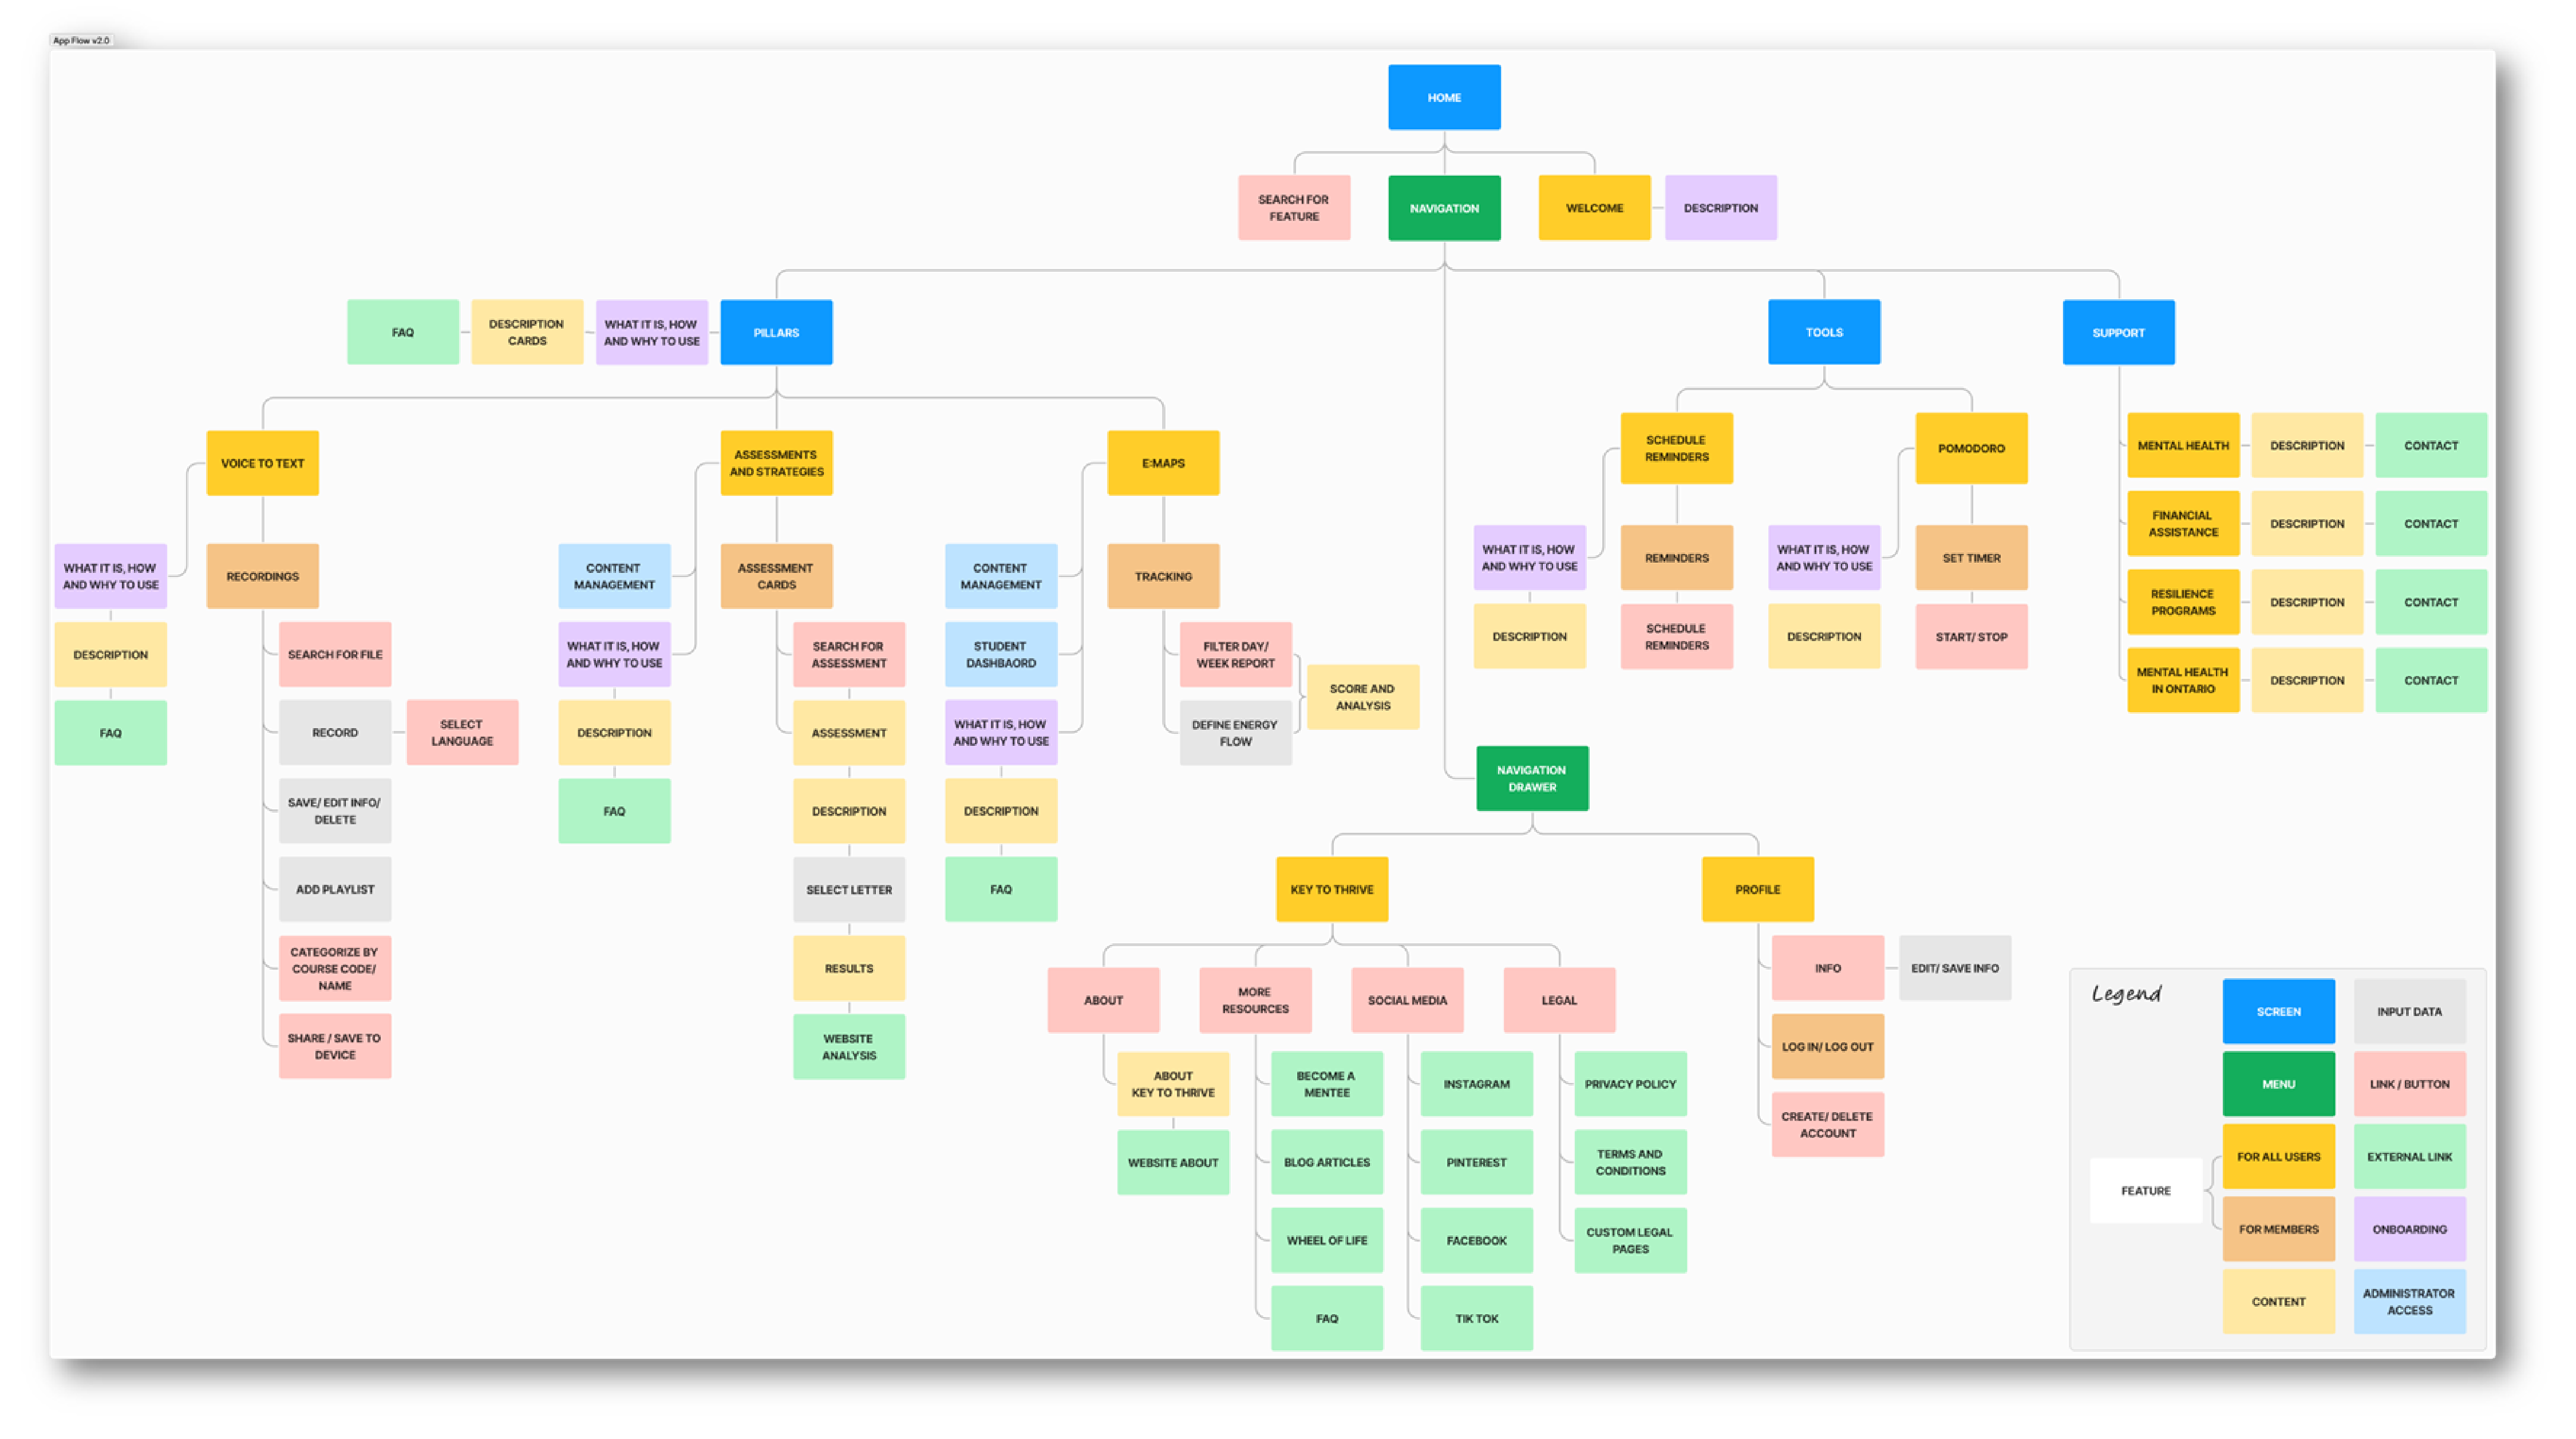 App Flow v2.0
HOME
SEARCH FOR
FEATURE
NAVIGATION
WELCOME
DESCRIPTION
FAQ
DESCRIPTION
CARDS
WHAT IT IS, HOW
AND WHY TO USE
PILLARS
TOOLS
SUPPORT
VOICE TO TEXT
WHAT IT IS, HOW
AND WHY TO USE
DESCRIPTION
FAQ
RECORDINGS
SEARCH FOR FILE
RECORD
SELECT
LANGUAGE
SAVE/ EDIT INFO/
DELETE
ADD PLAYLIST
CATEGORIZE BY
COURSE CODE/
NAME
SHARE / SAVE TO
DEVICE
ASSESSMENTS
AND STRATEGIES
CONTENT
MANAGEMENT
WHAT IT IS, HOW
AND WHY TO USE
DESCRIPTION
FAQ
ASSESSMENT
CARDS
SEARCH FOR
ASSESSMENT
ASSESSMENT
DESCRIPTION
SELECT LETTER
RESULTS
WEBSITE
ANALYSIS
E:MAPS
CONTENT
MANAGEMENT
STUDENT
DASHBAORD
WHAT IT IS, HOW
AND WHY TO USE
DESCRIPTION
FAQ
TRACKING
FILTER DAY/
WEEK REPORT
DEFINE ENERGY
FLOW
SCORE AND
ANALYSIS
SCHEDULE
REMINDERS
WHAT IT IS, HOW
AND WHY TO USE
DESCRIPTION
REMINDERS
SCHEDULE
REMINDERS
POMODORO
WHAT IT IS, HOW
AND WHY TO USE
DESCRIPTION
SET TIMER
START/ STOP
MENTAL HEALTH
DESCRIPTION
CONTACT
FINANCIAL
ASSISTANCE
DESCRIPTION
CONTACT
RESILIENCE
PROGRAMS
DESCRIPTION
CONTACT
MENTAL HEALTH
IN ONTARIO
DESCRIPTION
CONTACT
NAVIGATION
DRAWER
KEY TO THRIVE
ABOUT
ABOUT
KEY TO THRIVE
WEBSITE ABOUT
MORE
RESOURCES
BECOME A
MENTEE
BLOG ARTICLES
WHEEL OF LIFE
FAQ
SOCIAL MEDIA
INSTAGRAM
PINTEREST
FACEBOOK
TIK TOK
LEGAL
PRIVACY POLICY
TERMS AND
CONDITIONS
CUSTOM LEGAL
PAGES
PROFILE
INFO
EDIT/ SAVE INFO
LOG IN/ LOG OUT
CREATE/ DELETE
ACCOUNT
Legend
SCREEN
INPUT DATA
MENU
LINK / BUTTON
FEATURE
FOR ALL USERS
EXTERNAL LINK
FOR MEMBERS
ONBOARDING
CONTENT
ADMINISTRATOR
ACCESS